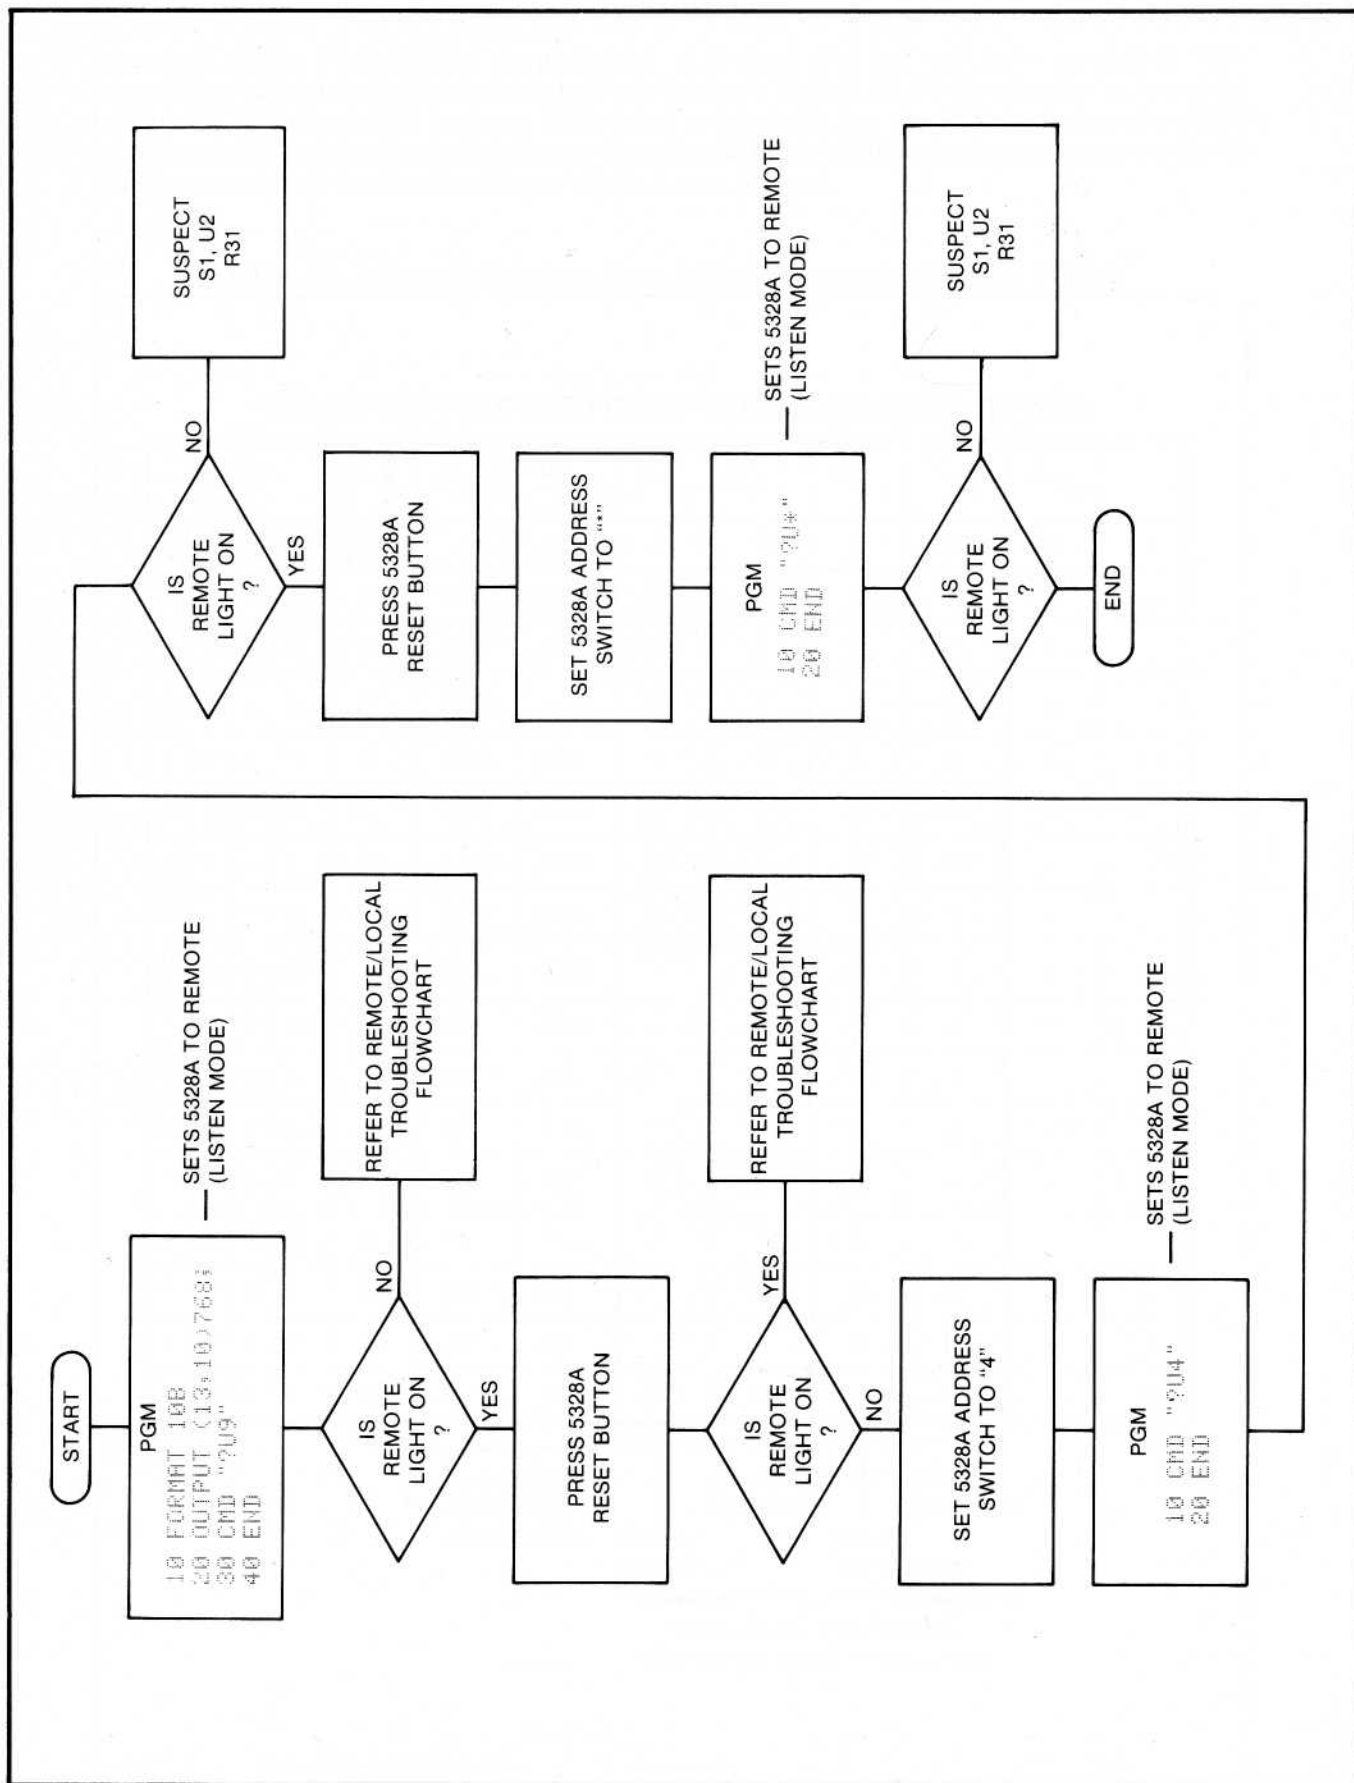 START
PGM
10 FORMAT 10B
20 OUTPUT (13,10)768;
30 CMD "?U9"
40 END
SETS 5328A TO REMOTE
(LISTEN MODE)
IS
REMOTE
LIGHT ON
?
NO
REFER TO REMOTE/LOCAL
TROUBLESHOOTING
FLOWCHART
YES
PRESS 5328A
RESET BUTTON
IS
REMOTE
LIGHT ON
?
YES
REFER TO REMOTE/LOCAL
TROUBLESHOOTING
FLOWCHART
NO
SET 5328A ADDRESS
SWITCH TO “4”
PGM
10 CMD "?U4"
20 END
SETS 5328A TO REMOTE
(LISTEN MODE)
IS
REMOTE
LIGHT ON
?
NO
SUSPECT
S1, U2
R31
YES
PRESS 5328A
RESET BUTTON
SET 5328A ADDRESS
SWITCH TO “*”
PGM
10 CMD "?U*"
20 END
SETS 5328A TO REMOTE
(LISTEN MODE)
IS
REMOTE
LIGHT ON
?
NO
SUSPECT
S1, U2
R31
END